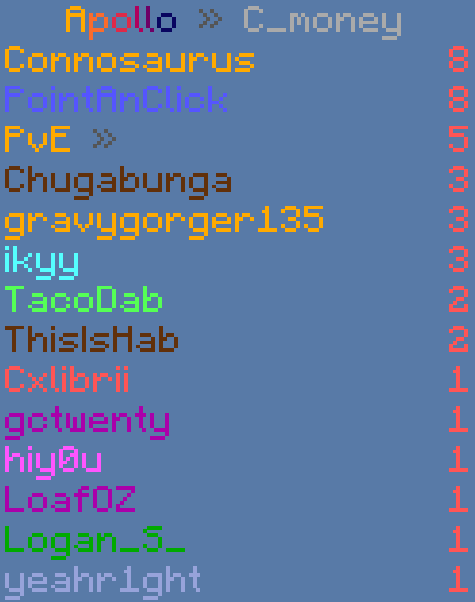 Apollo » C_money
Connosaurus 8
PointAnClick 8
PvE » 5
Chugabunga 3
gravygorger135 3
ikyy 3
TacoDab 2
ThisIsHab 2
Cxlibrii 1
gctwenty 1
hiy0u 1
LoafOZ 1
Logan_S_ 1
yeahr1ght 1